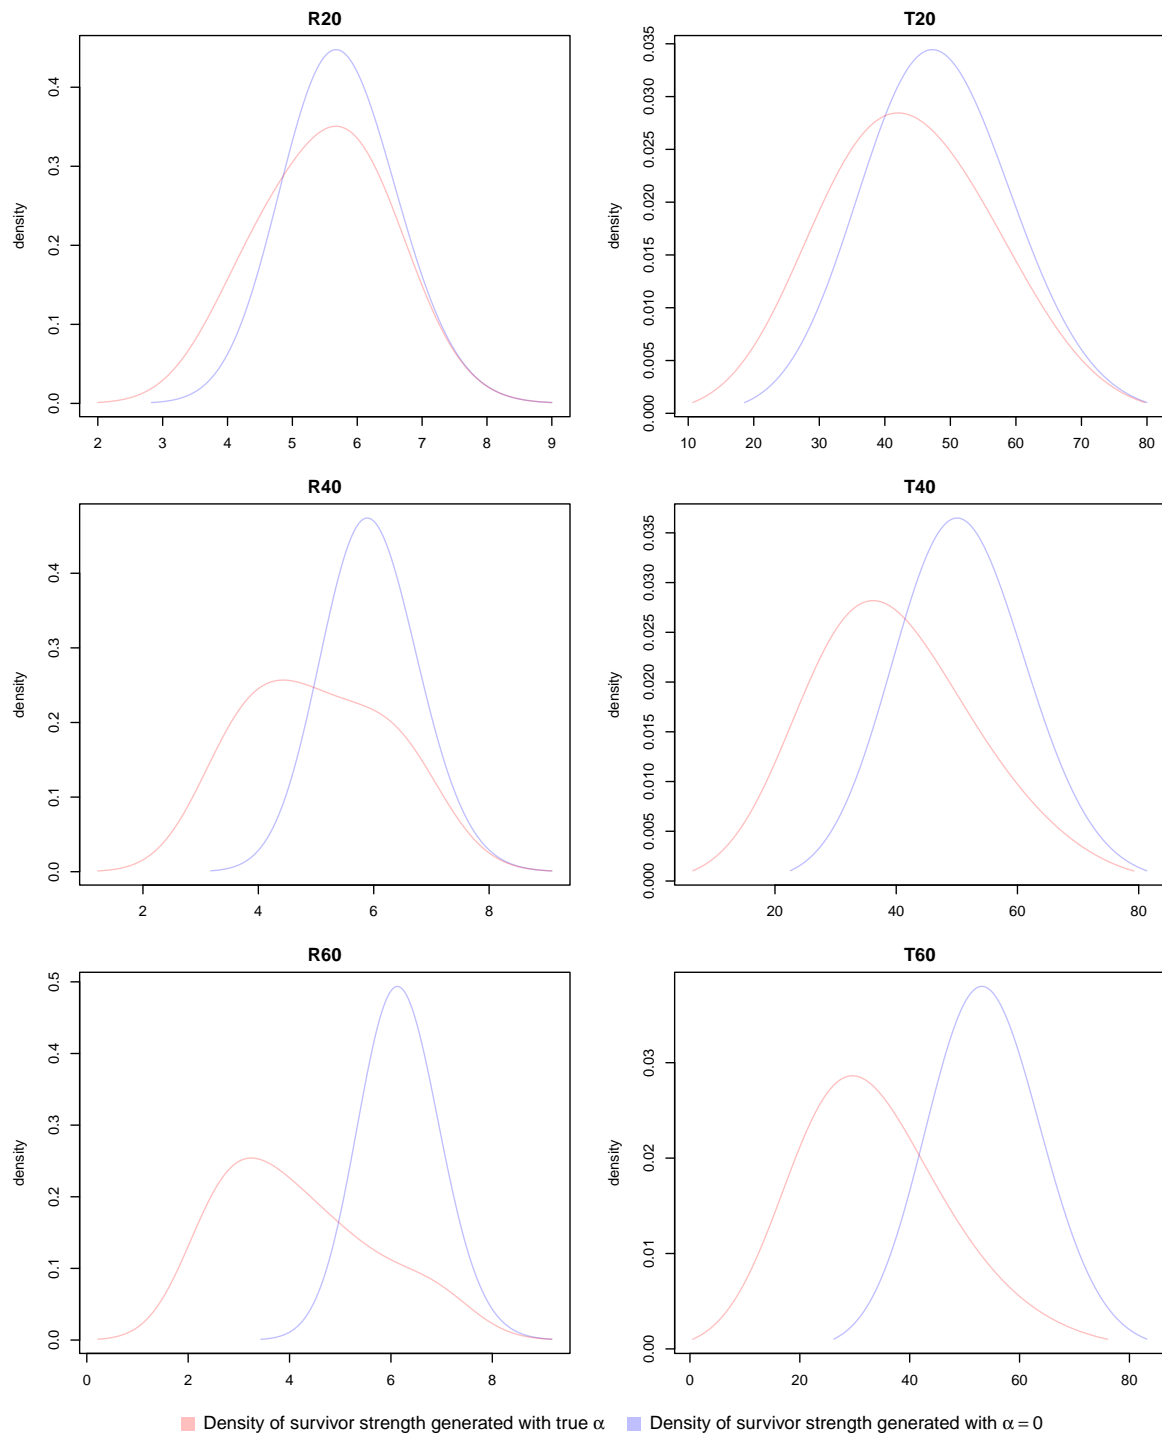 R20
density
0.0 0.1 0.2 0.3 0.4
2 3 4 5 6 7 8 9
T20
density
0.000 0.005 0.010 0.015 0.020 0.025 0.030 0.035
10 20 30 40 50 60 70 80
R40
density
0.0 0.1 0.2 0.3 0.4
2 4 6 8
T40
density
0.000 0.005 0.010 0.015 0.020 0.025 0.030 0.035
20 40 60 80
R60
density
0.0 0.1 0.2 0.3 0.4 0.5
0 2 4 6 8
T60
density
0.00 0.01 0.02 0.03
0 20 40 60 80
Density of survivor strength generated with true α
Density of survivor strength generated with α = 0